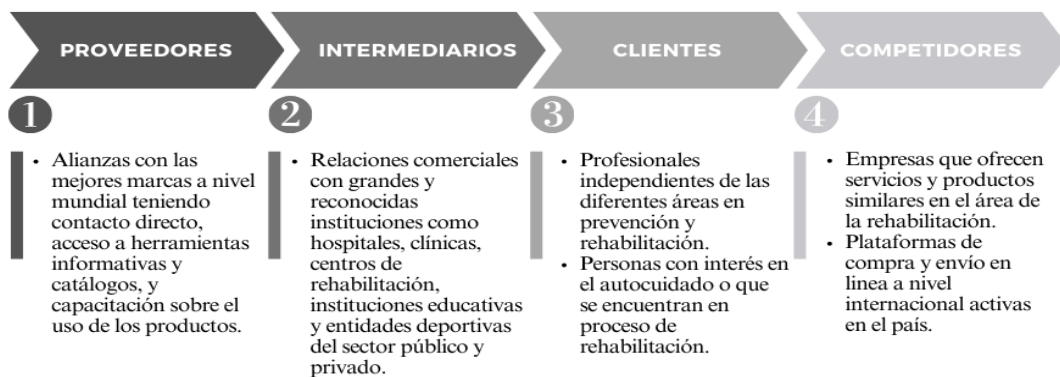 PROVEEDORES
INTERMEDIARIOS
CLIENTES
COMPETIDORES
1
• Alianzas con las
mejores marcas a nivel
mundial teniendo
contacto directo,
acceso a herramientas
informativas y
catálogos, y
capacitación sobre el
uso de los productos.
2
• Relaciones comerciales
con grandes y
reconocidas
instituciones como
hospitales, clínicas,
centros de
rehabilitación,
instituciones educativas
y entidades deportivas
del sector público y
privado.
3
• Profesionales
independientes de las
diferentes áreas en
prevención y
rehabilitación.
• Personas con interés en
el autocuidado o que
se encuentran en
proceso de
rehabilitación.
4
• Empresas que ofrecen
servicios y productos
similares en el área de
la rehabilitación.
• Plataformas de
compra y envío en
linea a nivel
internacional activas
en el país.